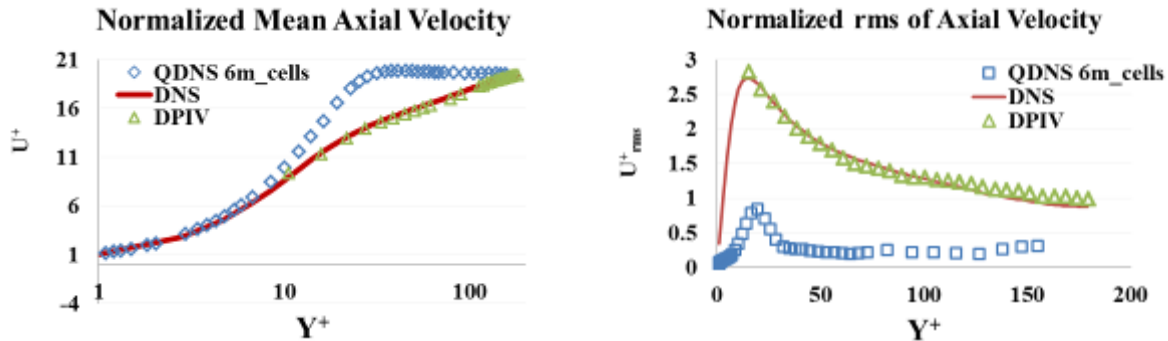 Normalized Mean Axial Velocity
21
16
11
6
1
-4
U+
QDNS 6m_cells
DNS
DPIV
1
10
100
Y+
Normalized rms of Axial Velocity
3
2.5
2
1.5
1
0.5
0
U+rms
QDNS 6m_cells
DNS
DPIV
0
50
100
150
200
Y+